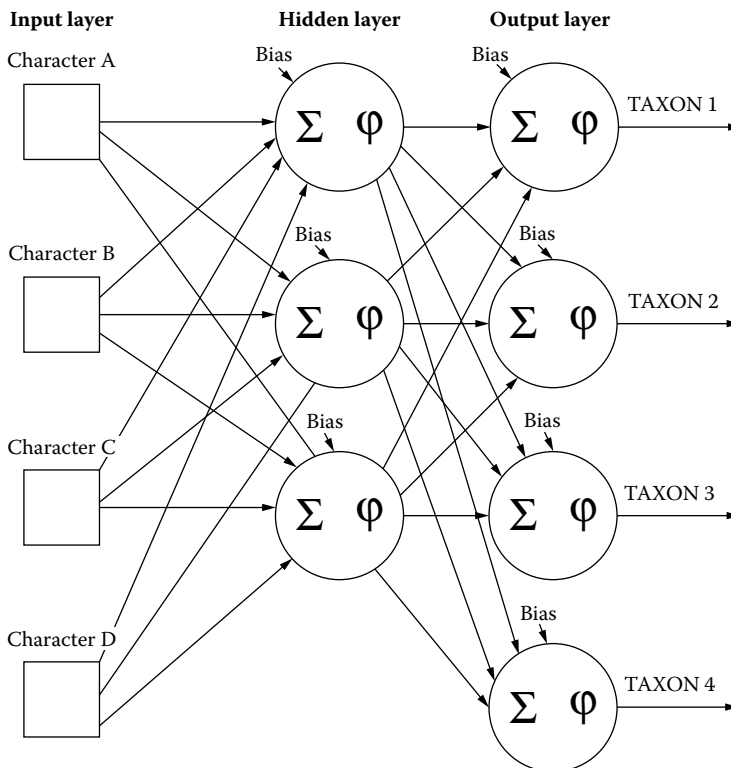 Input layer
Hidden layer
Output layer
Character A
Bias
Bias
Σ φ
Σ φ
TAXON 1
Character B
Bias
Bias
Σ φ
Σ φ
TAXON 2
Character C
Bias
Bias
Σ φ
Σ φ
TAXON 3
Character D
Bias
Σ φ
TAXON 4